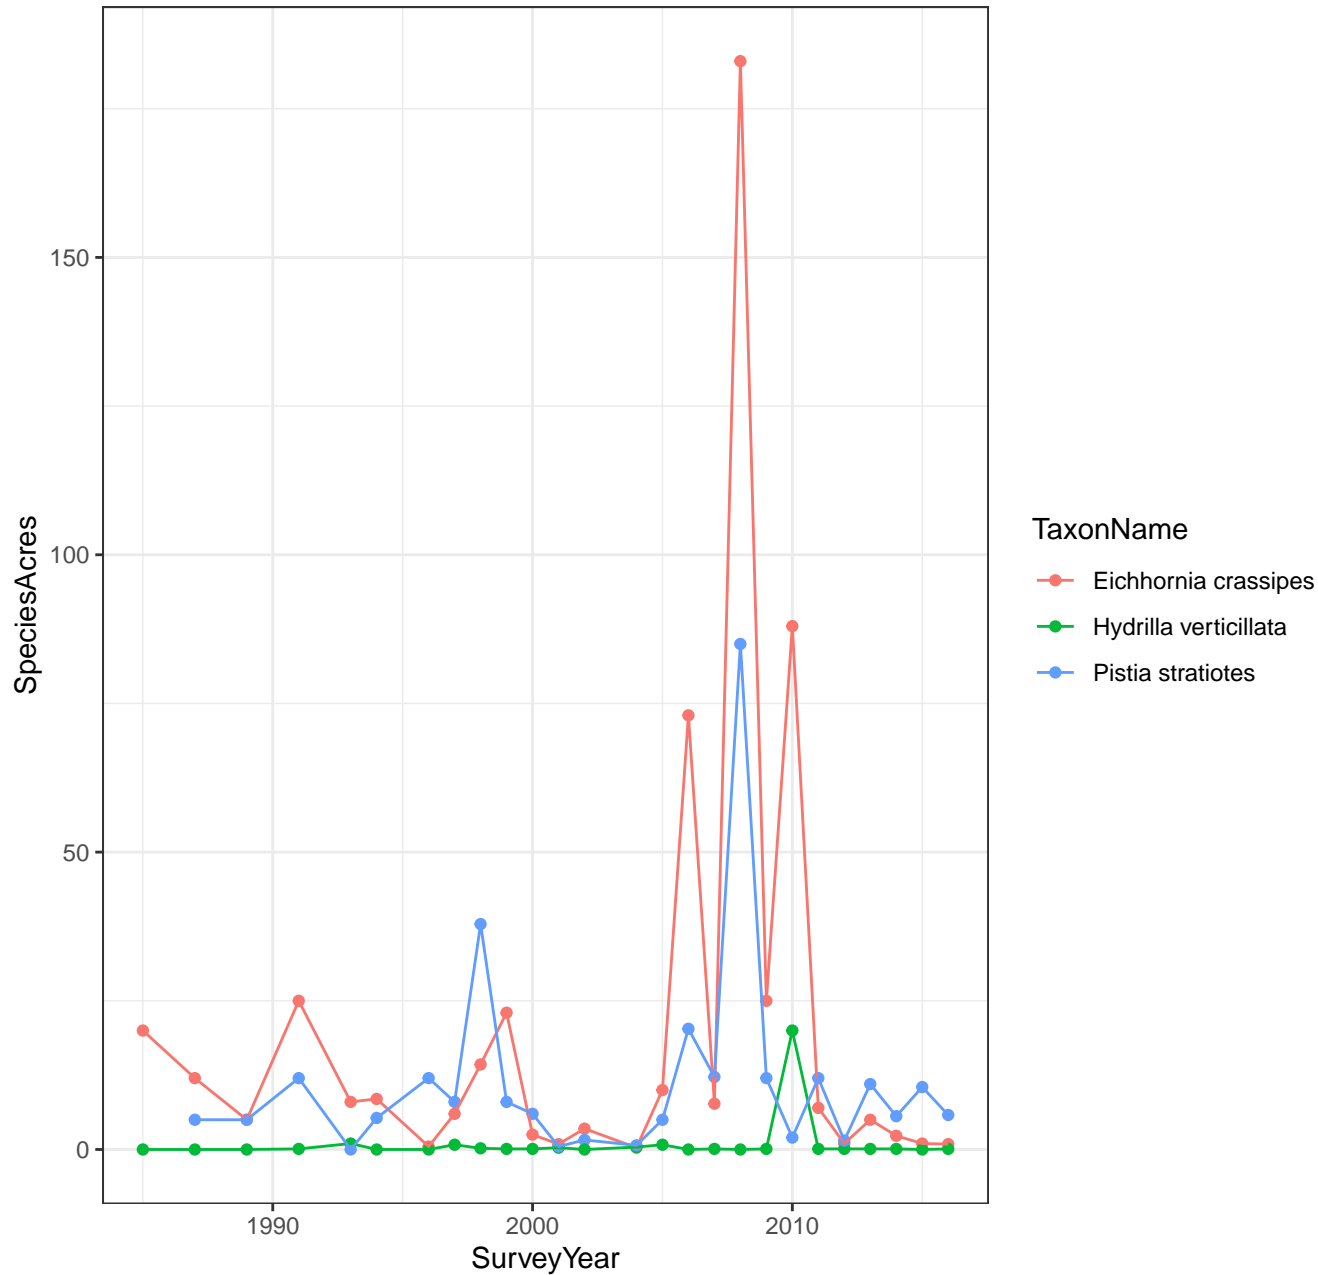 SpeciesAcres
150
100
50
0
1990
2000
2010
SurveyYear
TaxonName
Eichhornia crassipes
Hydrilla verticillata
Pistia stratiotes